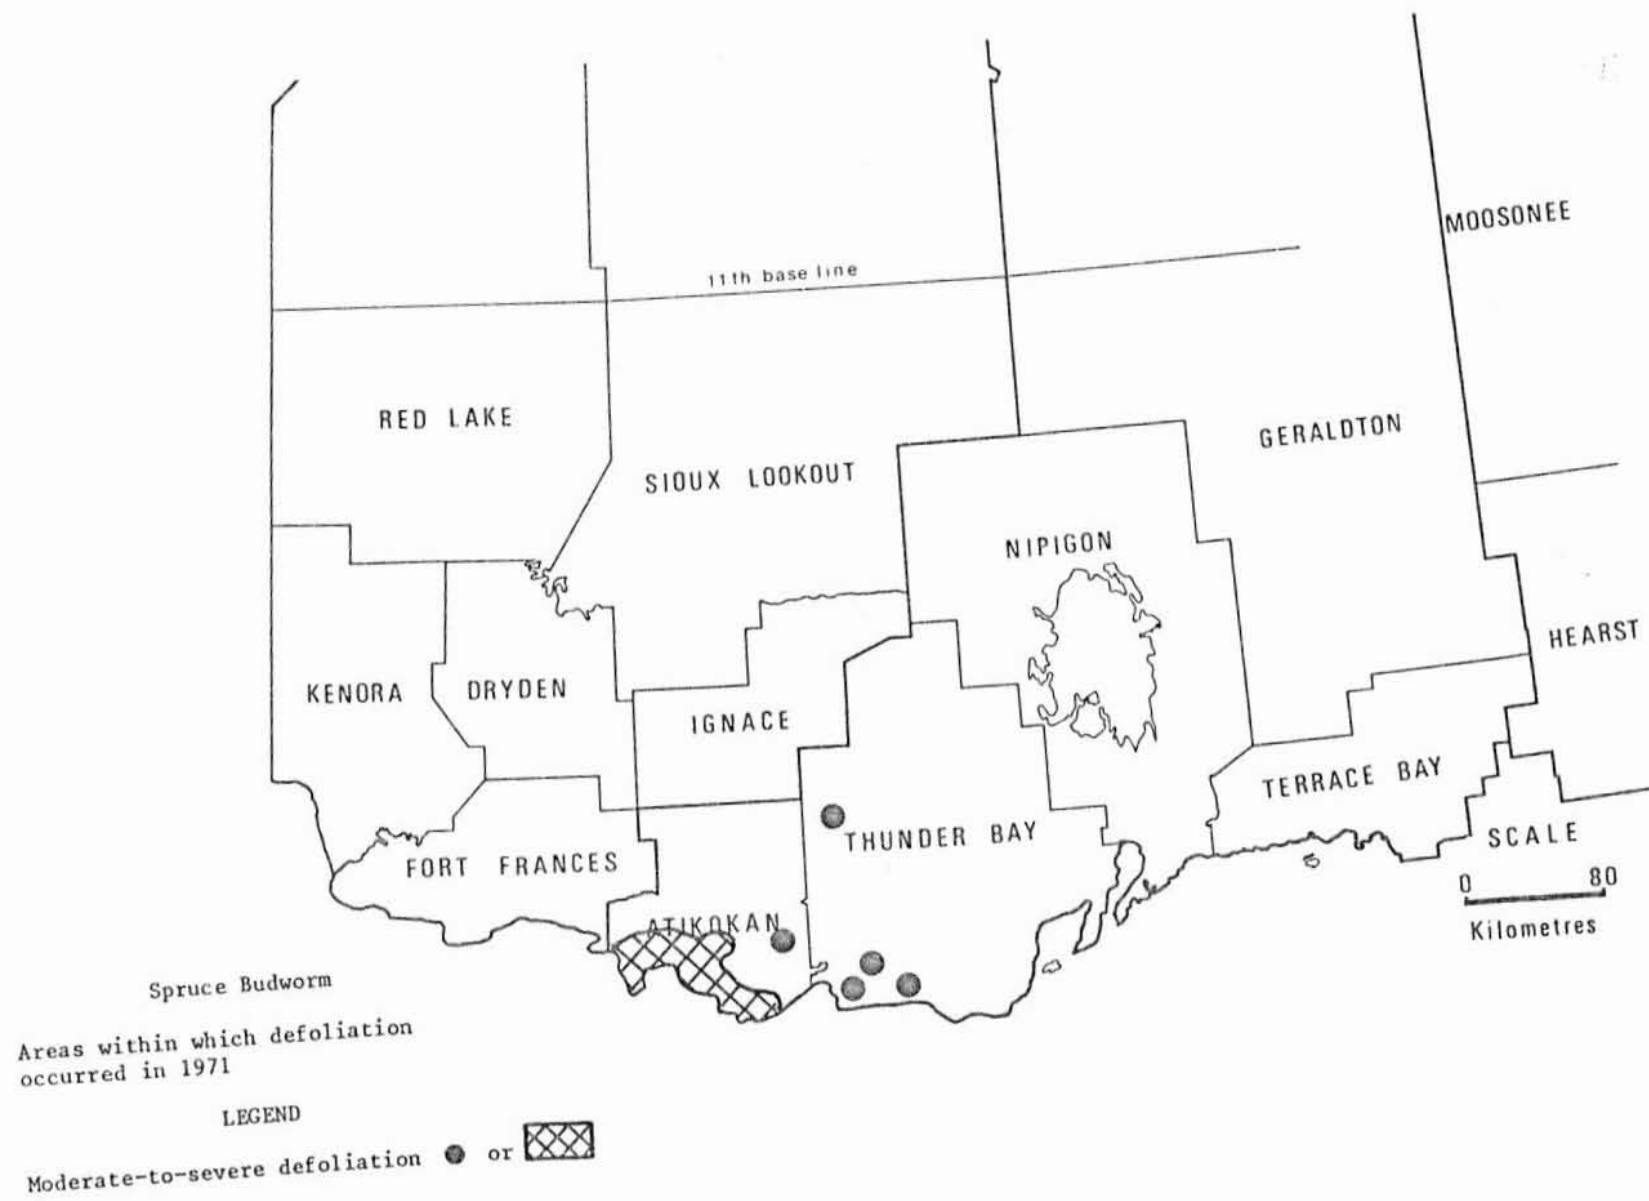 MOOSONEE
11th base line
RED LAKE
GERALDTON
SIOUX LOOKOUT
NIPIGON
HEARST
KENORA
DRYDEN
IGNACE
TERRACE BAY
THUNDER BAY
SCALE
FORT FRANCES
0 80
Kilometres
ATIKOKAN
Spruce Budworm
Areas within which defoliation
occurred in 1971
LEGEND
Moderate-to-severe defoliation or